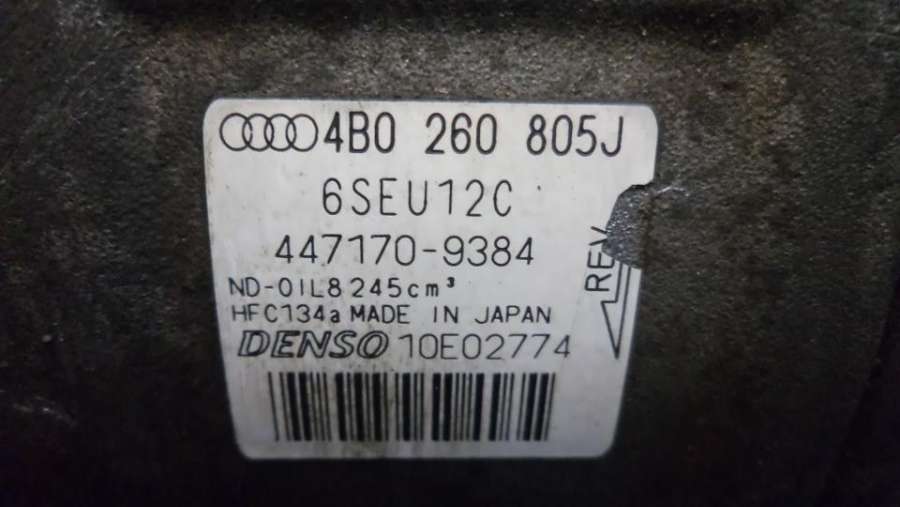 4B0 260 805J
6SEU12C
447170-9384
ND-OIL8 245cm³
HFC134a MADE IN JAPAN
DENSO 10E02774
REV